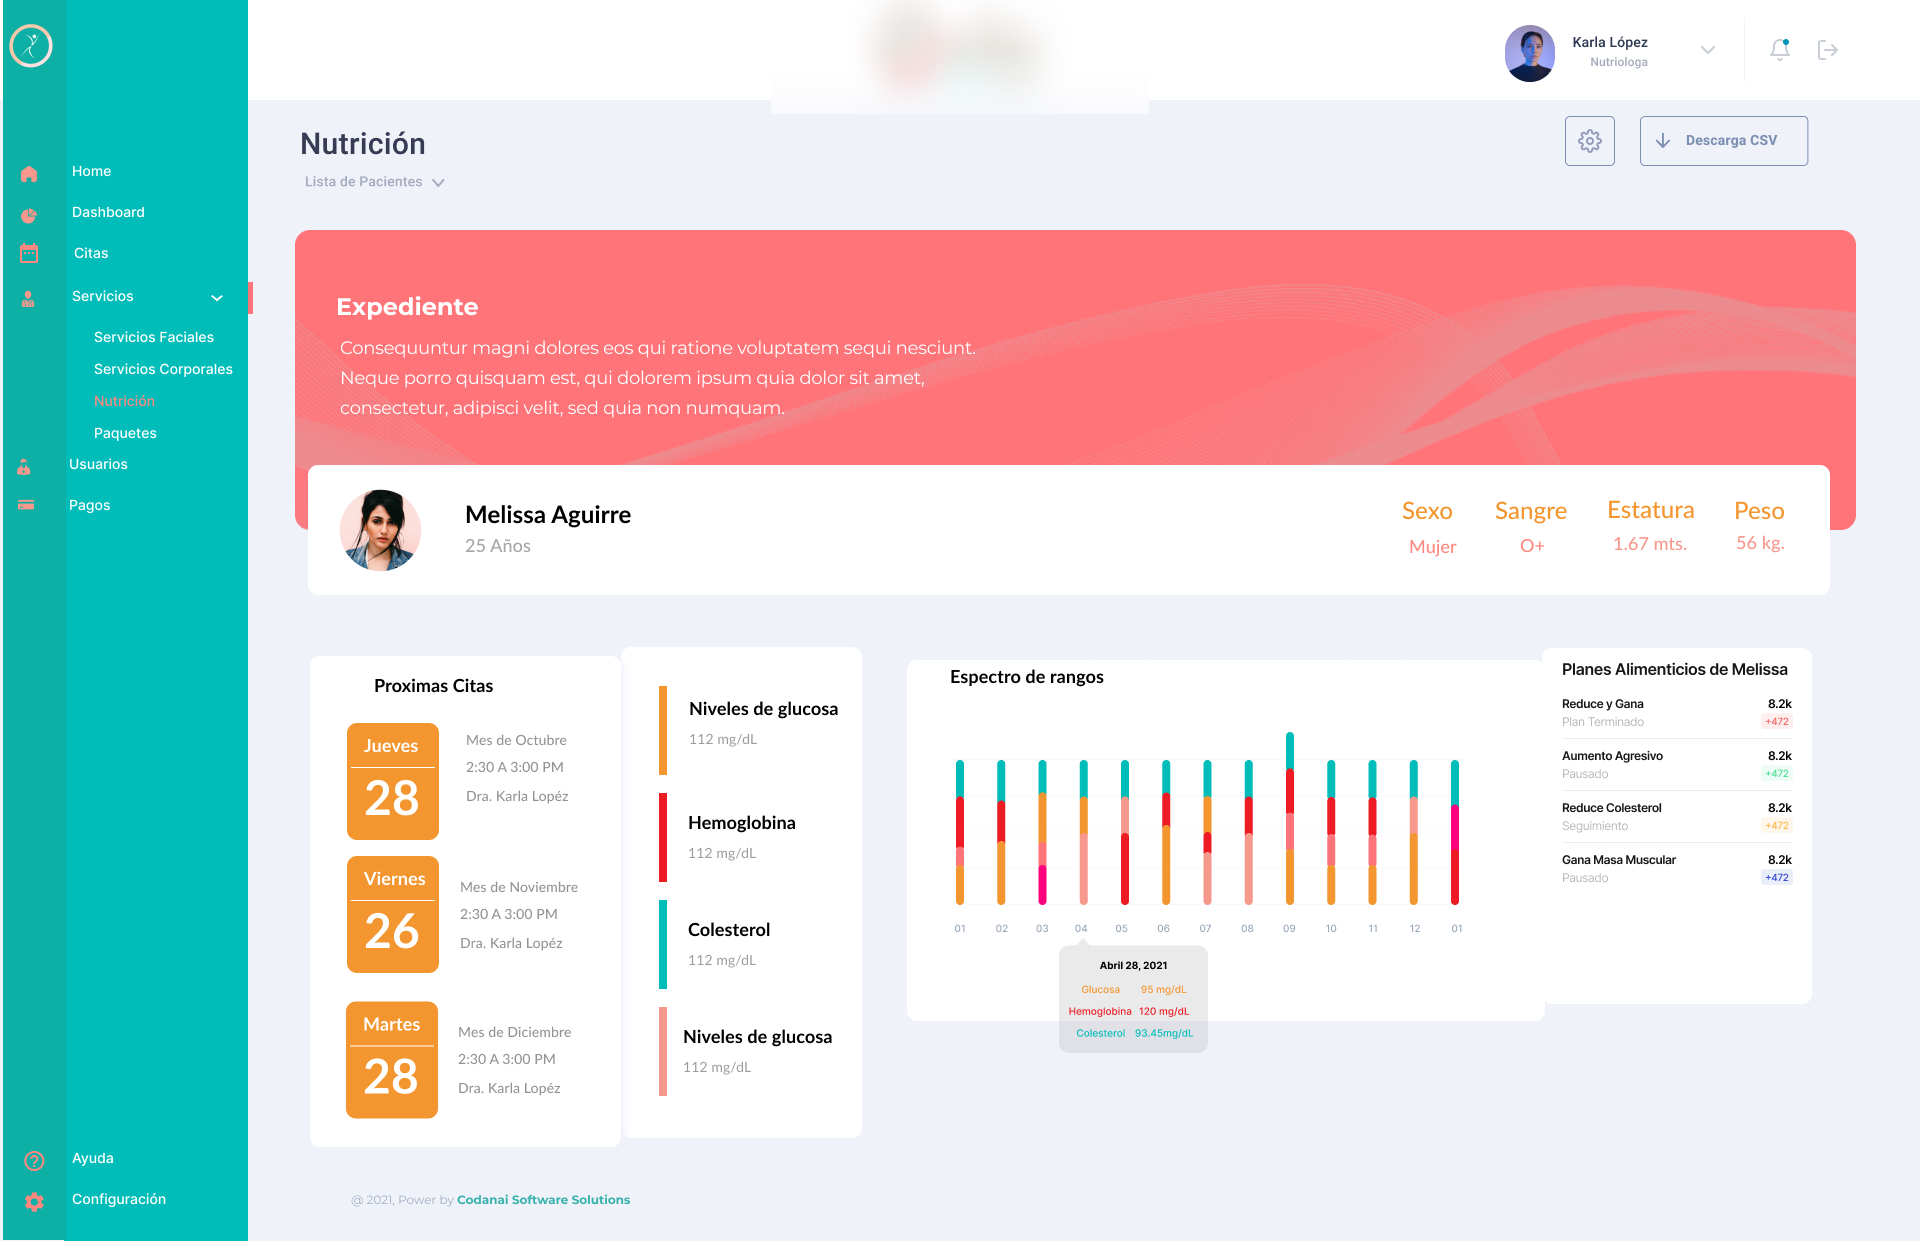 Karla López
Nutriologa
Nutrición
Lista de Pacientes
Descarga CSV
Home
Dashboard
Citas
Servicios
Servicios Faciales
Servicios Corporales
Nutrición
Paquetes
Usuarios
Pagos
Ayuda
Configuración
Expediente
Consequuntur magni dolores eos qui ratione voluptatem sequi nesciunt.
Neque porro quisquam est, qui dolorem ipsum quia dolor sit amet,
consectetur, adipisci velit, sed quia non numquam.
Melissa Aguirre
25 Años
Sexo
Mujer
Sangre
O+
Estatura
1.67 mts.
Peso
56 kg.
Proximas Citas
Jueves
28
Mes de Octubre
2:30 A 3:00 PM
Dra. Karla Lopéz
Viernes
26
Mes de Noviembre
2:30 A 3:00 PM
Dra. Karla Lopéz
Martes
28
Mes de Diciembre
2:30 A 3:00 PM
Dra. Karla Lopéz
Niveles de glucosa
112 mg/dL
Hemoglobina
112 mg/dL
Colesterol
112 mg/dL
Niveles de glucosa
112 mg/dL
Espectro de rangos
01 02 03 04 05 06 07 08 09 10 11 12 01
Abril 28, 2021
Glucosa 95 mg/dL
Hemoglobina 120 mg/dL
Colesterol 93.45mg/dL
Planes Alimenticios de Melissa
Reduce y Gana 8.2k
Plan Terminado +472
Aumento Agresivo 8.2k
Pausado +472
Reduce Colesterol 8.2k
Seguimiento +472
Gana Masa Muscular 8.2k
Pausado +472
@ 2021, Power by Codanai Software Solutions